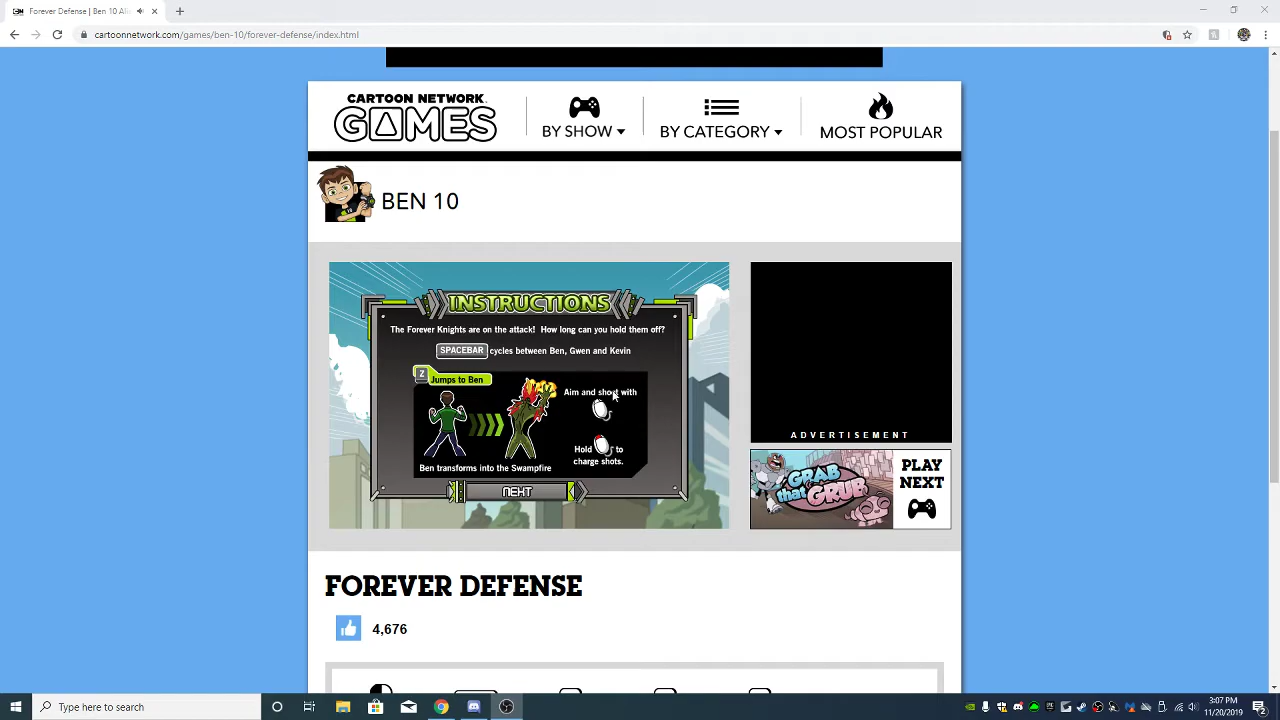 Forever Defense | Ben 10 Al
cartoonnetwork.com/games/ben-10/forever-defense/index.html
CARTOON NETWORK
GAMES
BY SHOW
BY CATEGORY
MOST POPULAR
BEN 10
INSTRUCTIONS
The Forever Knights are on the attack! How long can you hold them off?
SPACEBAR cycles between Ben, Gwen and Kevin
Z Jumps to Ben
Aim and shoot with
Hold to
charge shots.
Ben transforms into the Swampfire
NEXT
ADVERTISEMENT
GRAB
that GRUB
PLAY
NEXT
FOREVER DEFENSE
4,676
Type here to search
3:07 PM
11/20/2019
2